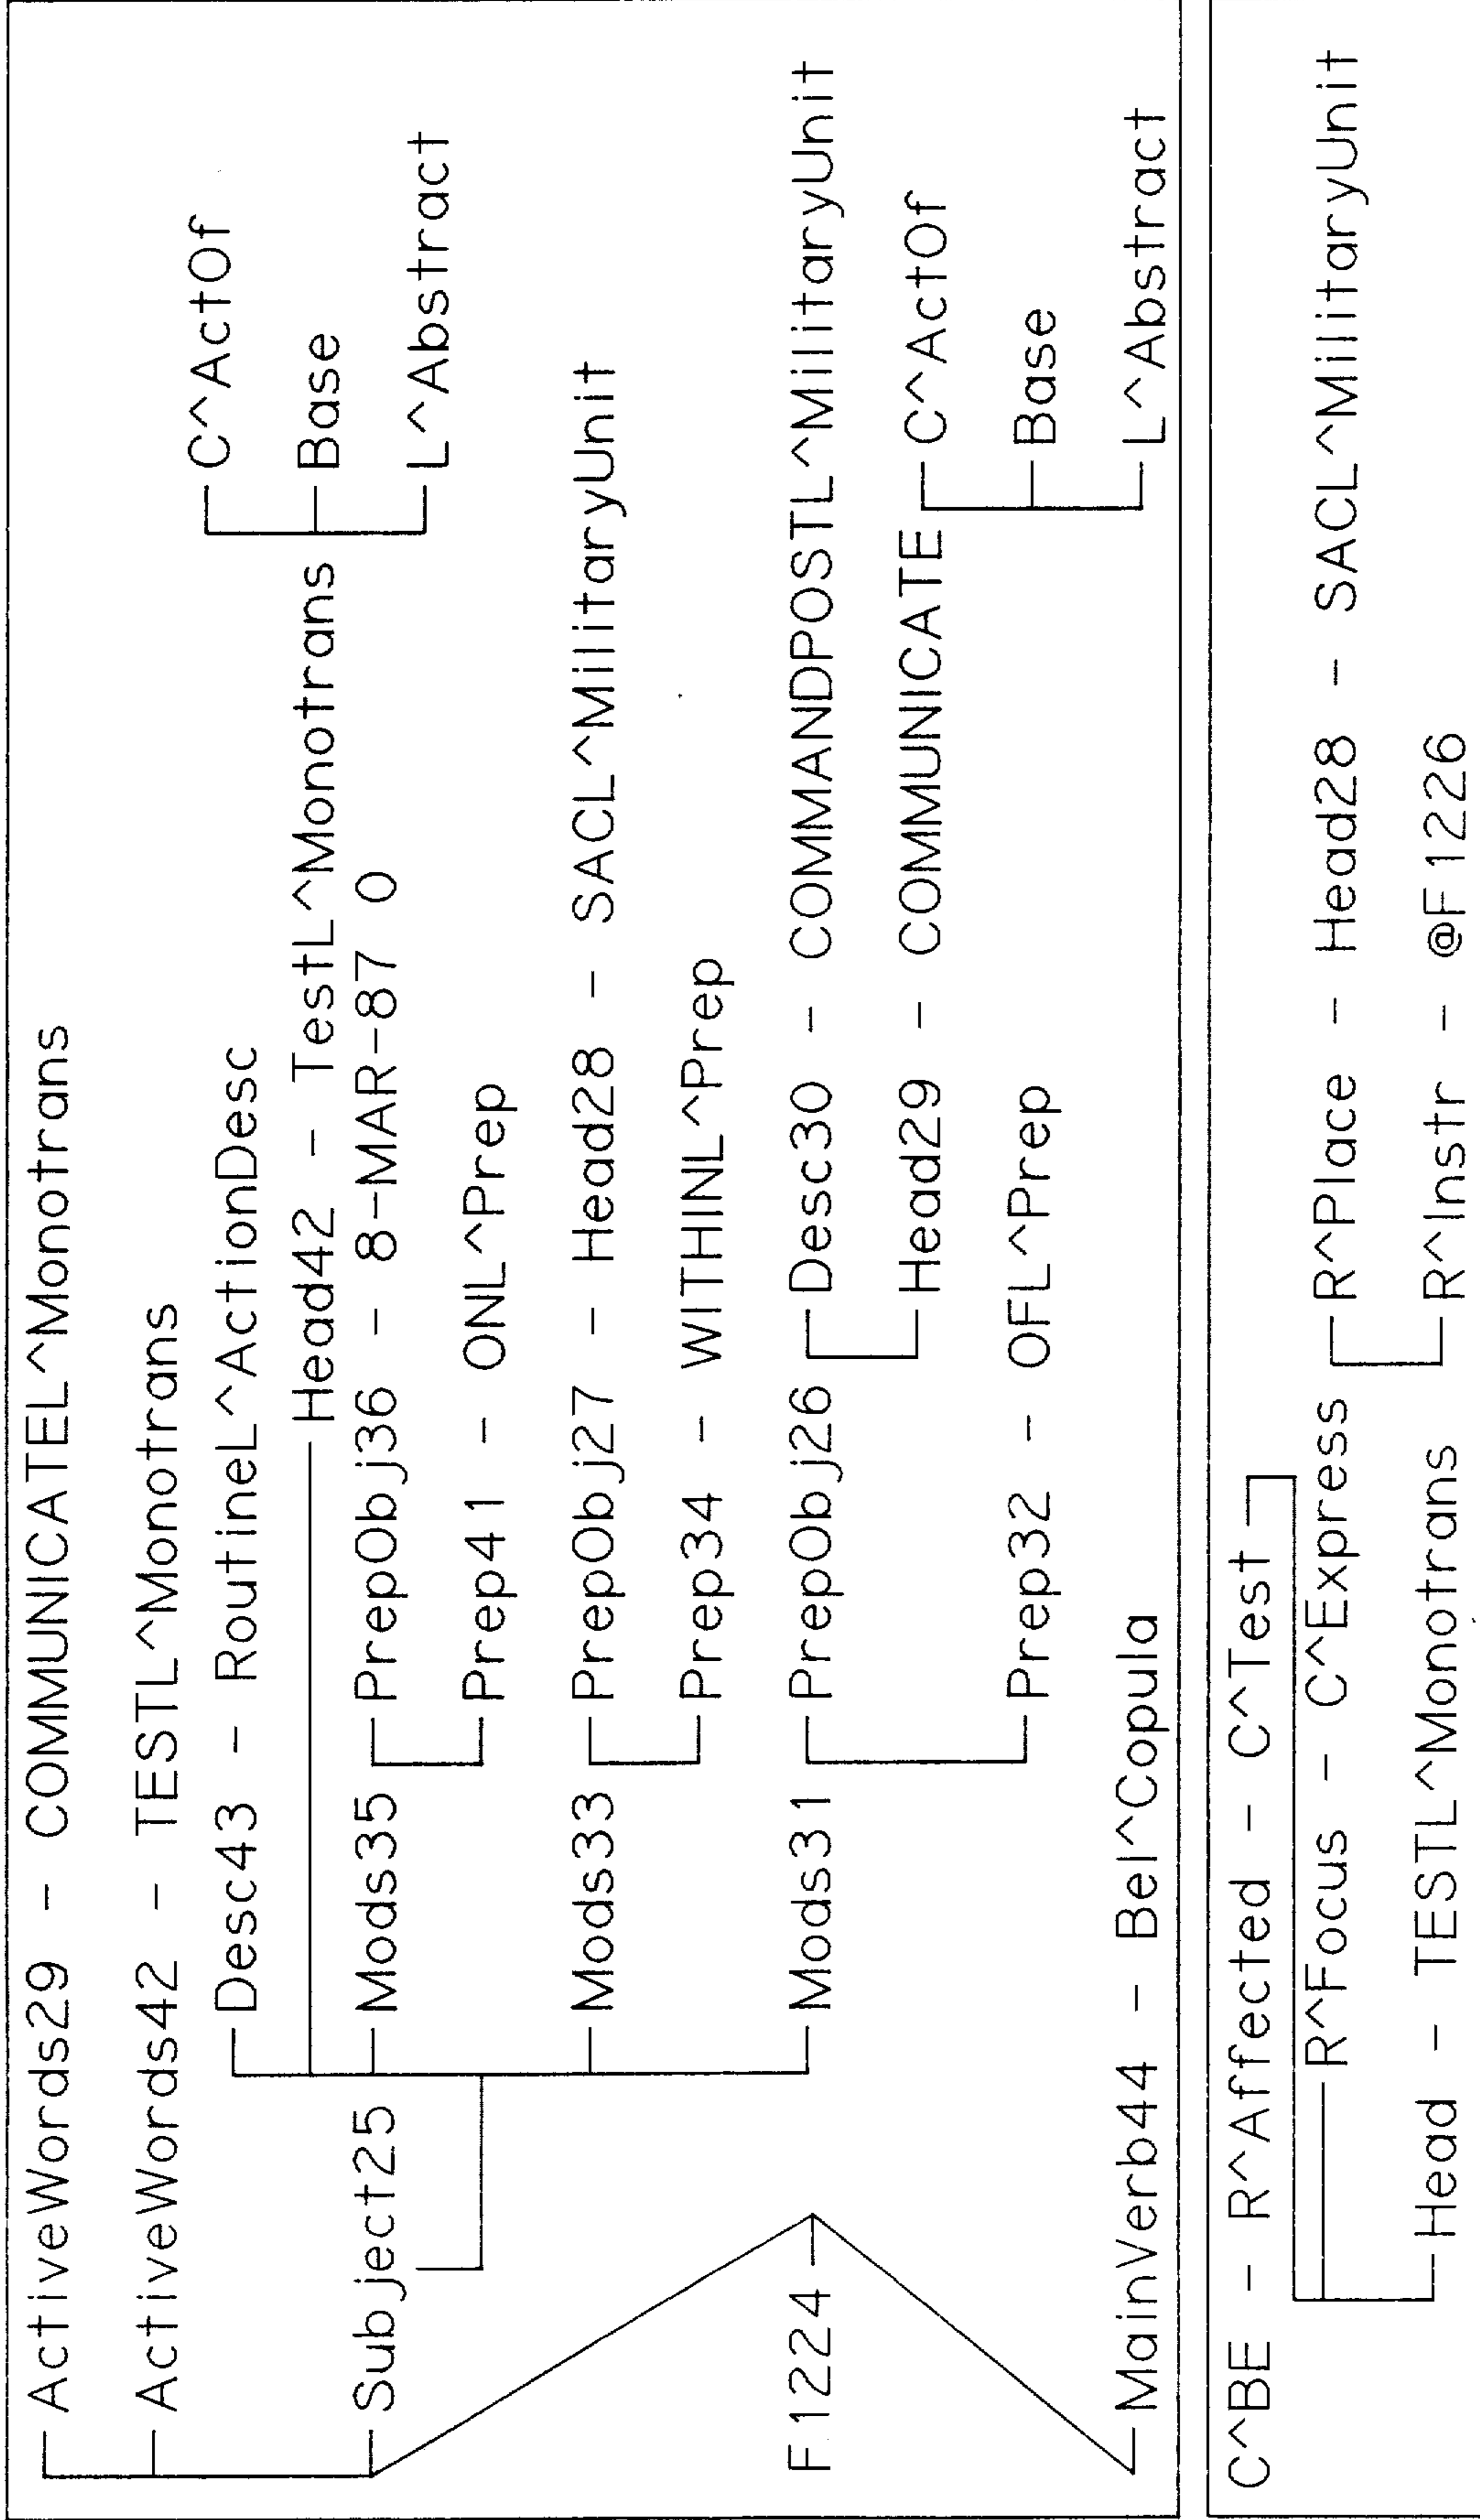 ActiveWords29 - COMMUNICATEL^Monotrans
ActiveWords42 - TESTL^Monotrans
Desc43 - RoutineL^ActionDesc
C^ActOf
Subject25
Head42 - TestL^Monotrans
Base
Mods35
PrepObj36 - 8-MAR-87 0
L^Abstract
Prep41 - ONL^Prep
Mods33
PrepObj27 - Head28 - SACL^MilitaryUnit
Prep34 - WITHINL^Prep
F1224
Mods31
PrepObj26
Desc30 - COMMANDPOSTL^MilitaryUnit
Head29 - COMMUNICATE
C^ActOf
Base
Prep32 - OFL^Prep
L^Abstract
MainVerb44 - Bel^Copula
C^BE - R^Affected - C^Test
R^Focus - C^Express
R^Place - Head28 - SACL^MilitaryUnit
Head - TESTL^Monotrans
R^Instr - @F1226